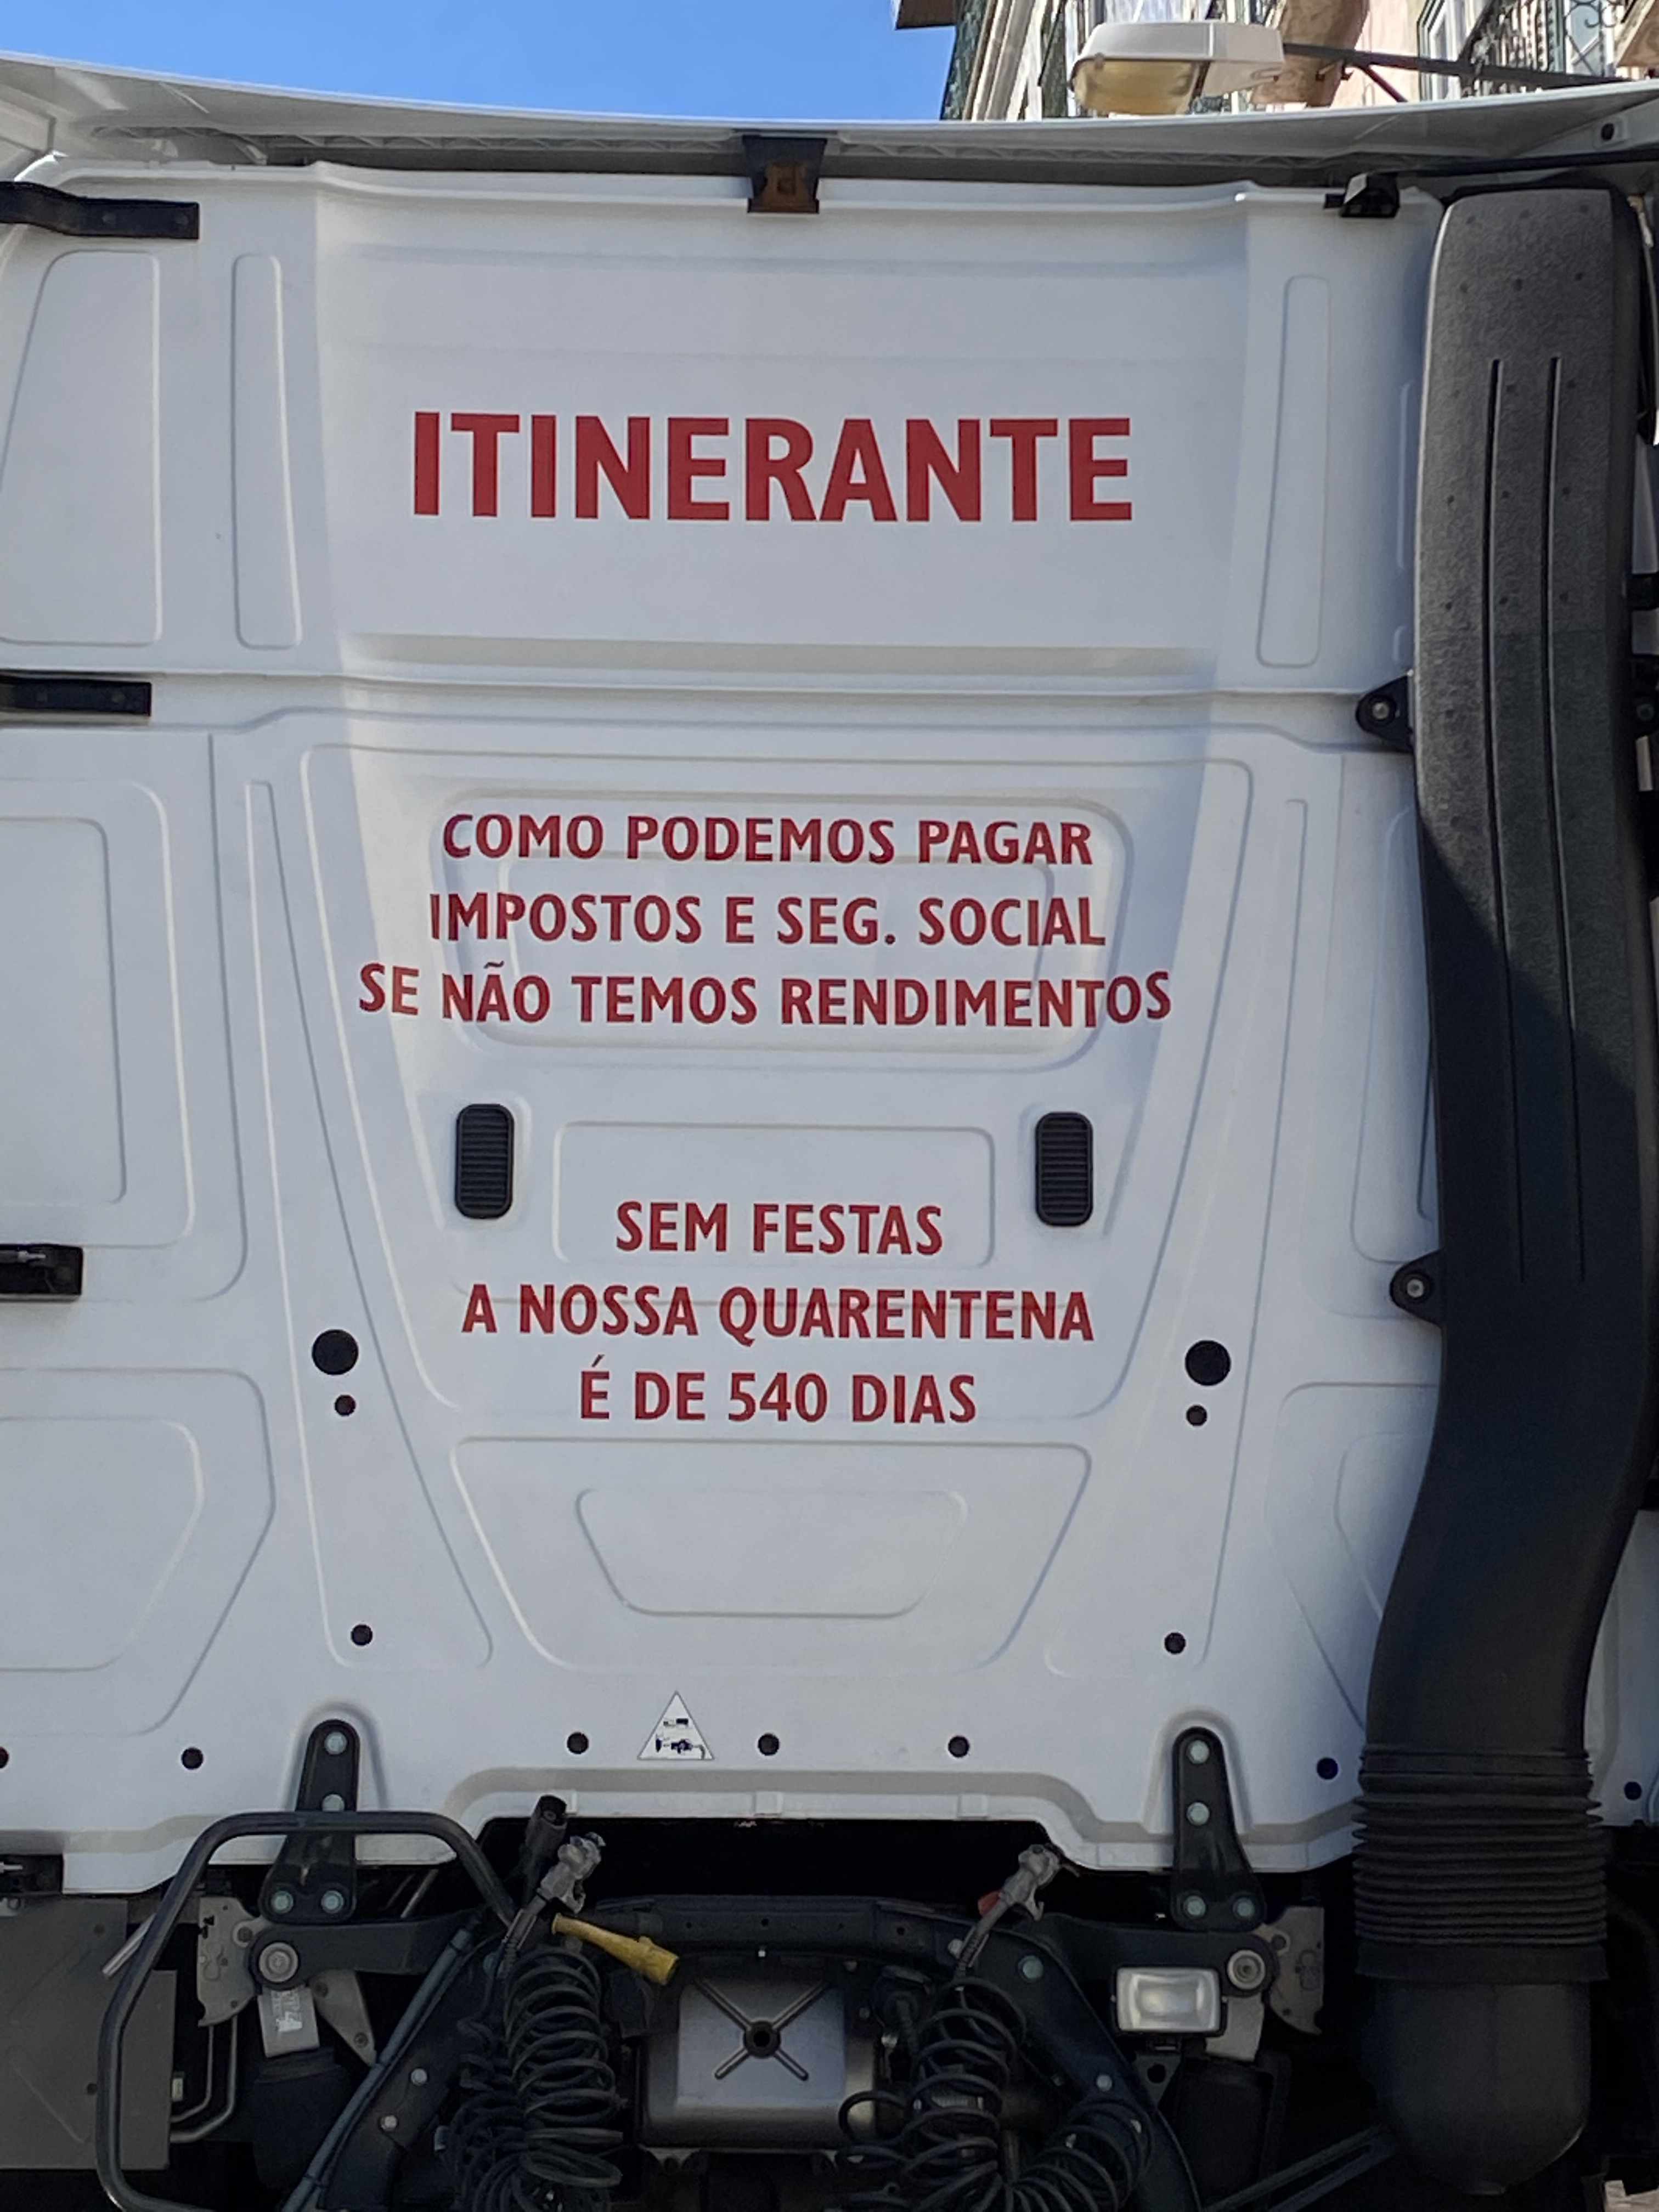 ITINERANTE
COMO PODEMOS PAGAR
IMPOSTOS E SEG. SOCIAL
SE NÃO TEMOS RENDIMENTOS
SEM FESTAS
A NOSSA QUARENTENA
É DE 540 DIAS